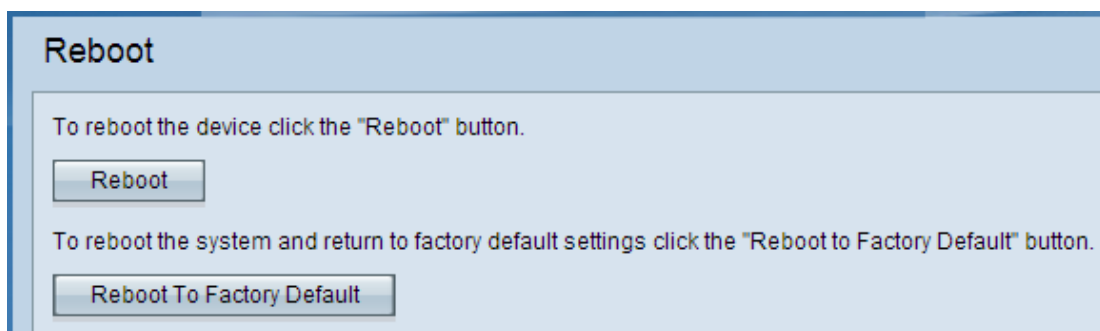 Reboot
To reboot the device click the "Reboot" button.
Reboot
To reboot the system and return to factory default settings click the "Reboot to Factory Default" button.
Reboot To Factory Default